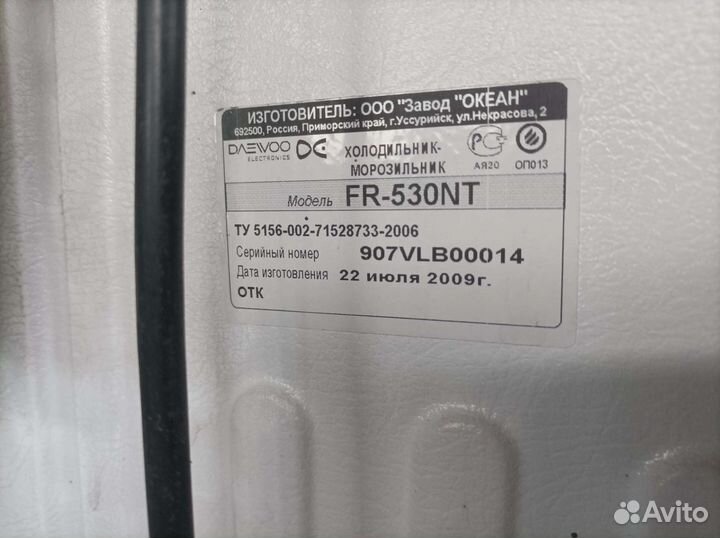 ИЗГОТОВИТЕЛЬ: ООО "Завод "ОКЕАН"
692500, Россия, Приморский край, г.Уссурийск, ул.Некрасова, 2
DAEWOO
ELECTRONICS
ХОЛОДИЛЬНИК-
МОРОЗИЛЬНИК
АЯ20
ОП013
Модель FR-530NT
ТУ 5156-002-71528733-2006
Серийный номер 907VLB00014
Дата изготовления 22 июля 2009г.
ОТК
Avito